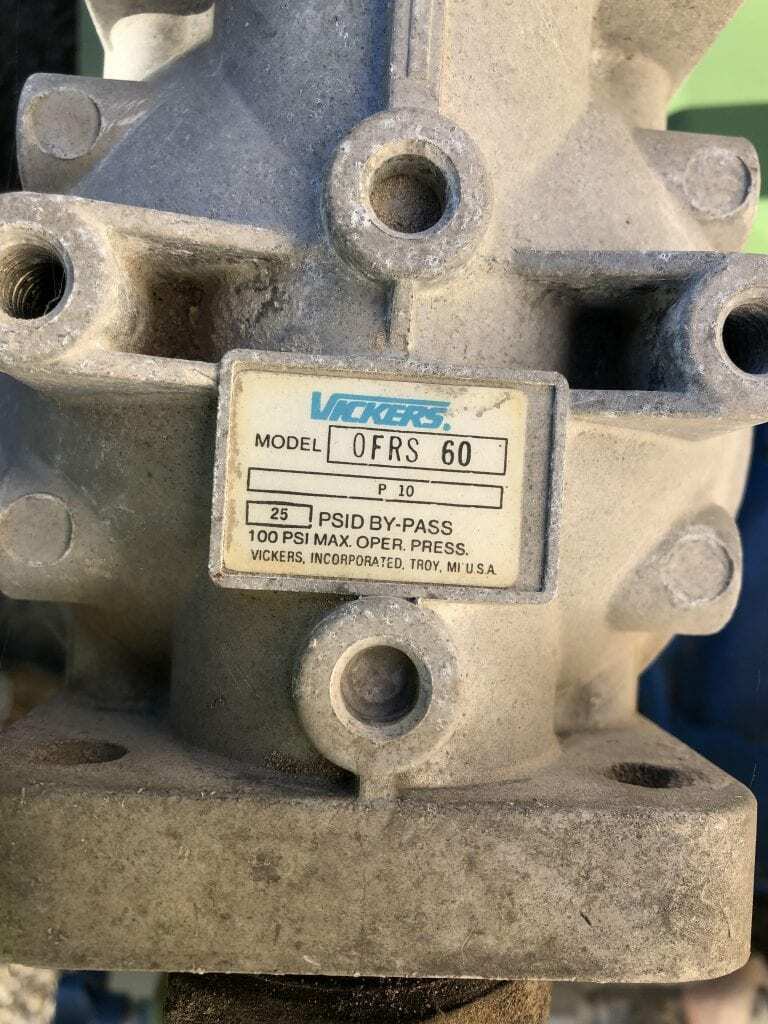 VICKERS.
MODEL OFRS 60
P 10
25 PSID BY-PASS
100 PSI MAX. OPER. PRESS.
VICKERS, INCORPORATED, TROY, MI U.S.A.